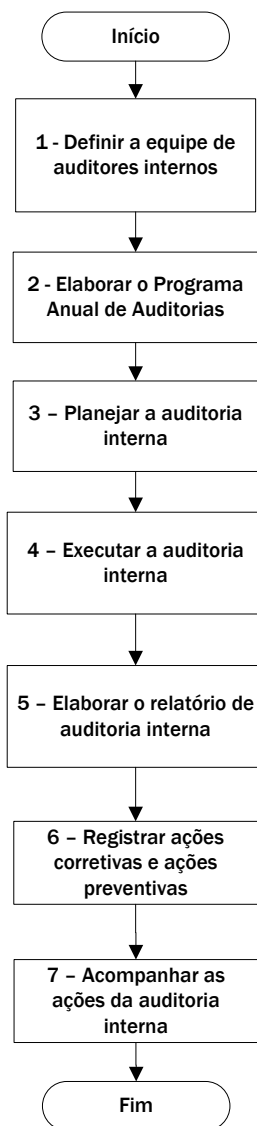 Início
1 - Definir a equipe de
auditores internos
2 - Elaborar o Programa
Anual de Auditorias
3 – Planejar a auditoria
interna
4 – Executar a auditoria
interna
5 – Elaborar o relatório de
auditoria interna
6 – Registrar ações
corretivas e ações
preventivas
7 – Acompanhar as
ações da auditoria
interna
Fim